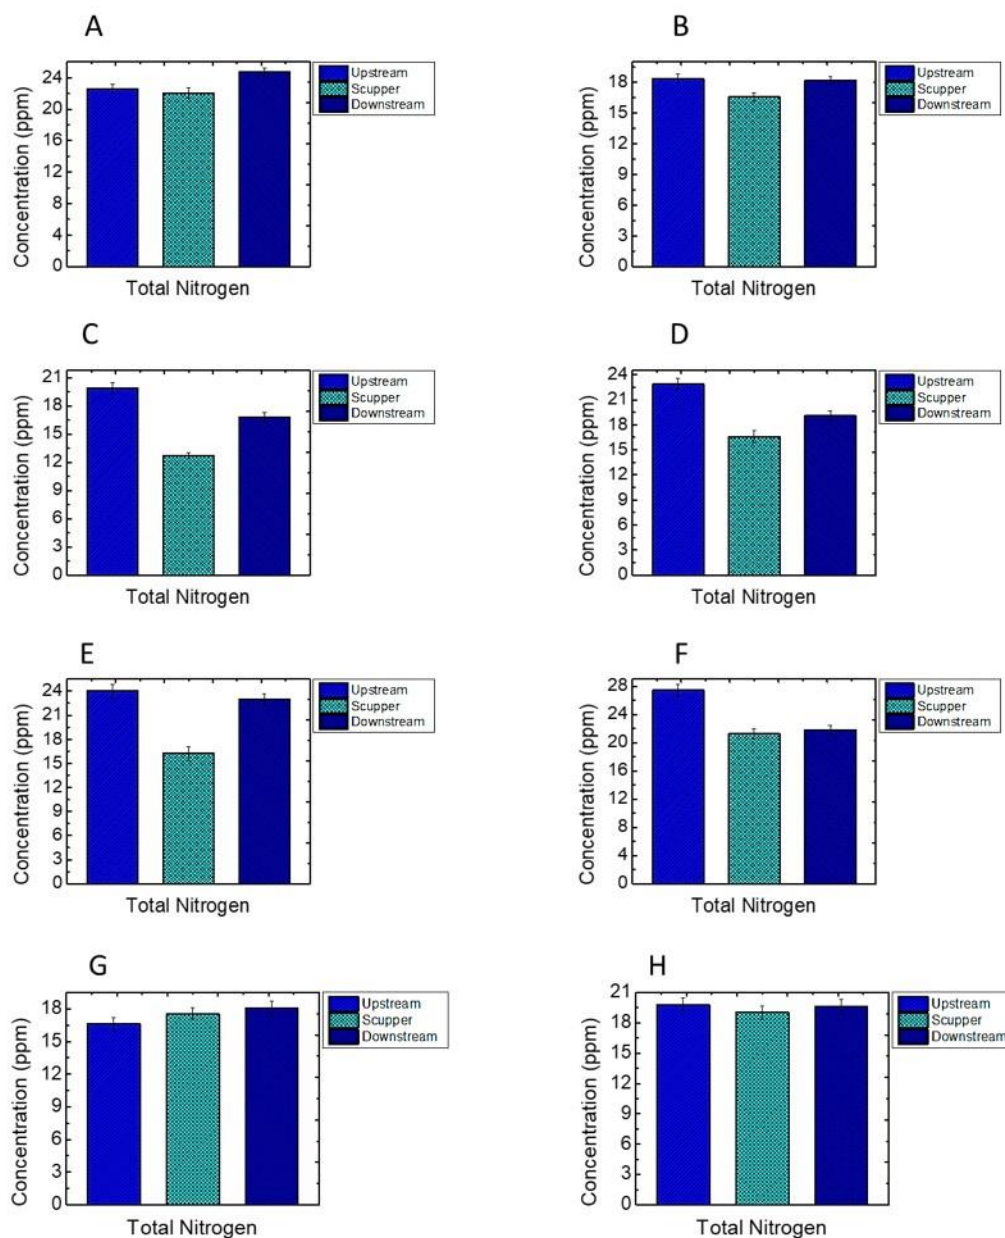 A
Concentration (ppm)
24
20
16
12
8
4
0
Total Nitrogen
Upstream
Scupper
Downstream
B
Concentration (ppm)
18
15
12
9
6
3
0
Total Nitrogen
Upstream
Scupper
Downstream
C
Concentration (ppm)
21
18
15
12
9
6
3
0
Total Nitrogen
Upstream
Scupper
Downstream
D
Concentration (ppm)
24
21
18
15
12
9
6
3
0
Total Nitrogen
Upstream
Scupper
Downstream
E
Concentration (ppm)
24
21
18
15
12
9
6
3
0
Total Nitrogen
Upstream
Scupper
Downstream
F
Concentration (ppm)
28
24
20
16
12
8
4
0
Total Nitrogen
Upstream
Scupper
Downstream
G
Concentration (ppm)
18
15
12
9
6
3
0
Total Nitrogen
Upstream
Scupper
Downstream
H
Concentration (ppm)
21
18
15
12
9
6
3
0
Total Nitrogen
Upstream
Scupper
Downstream